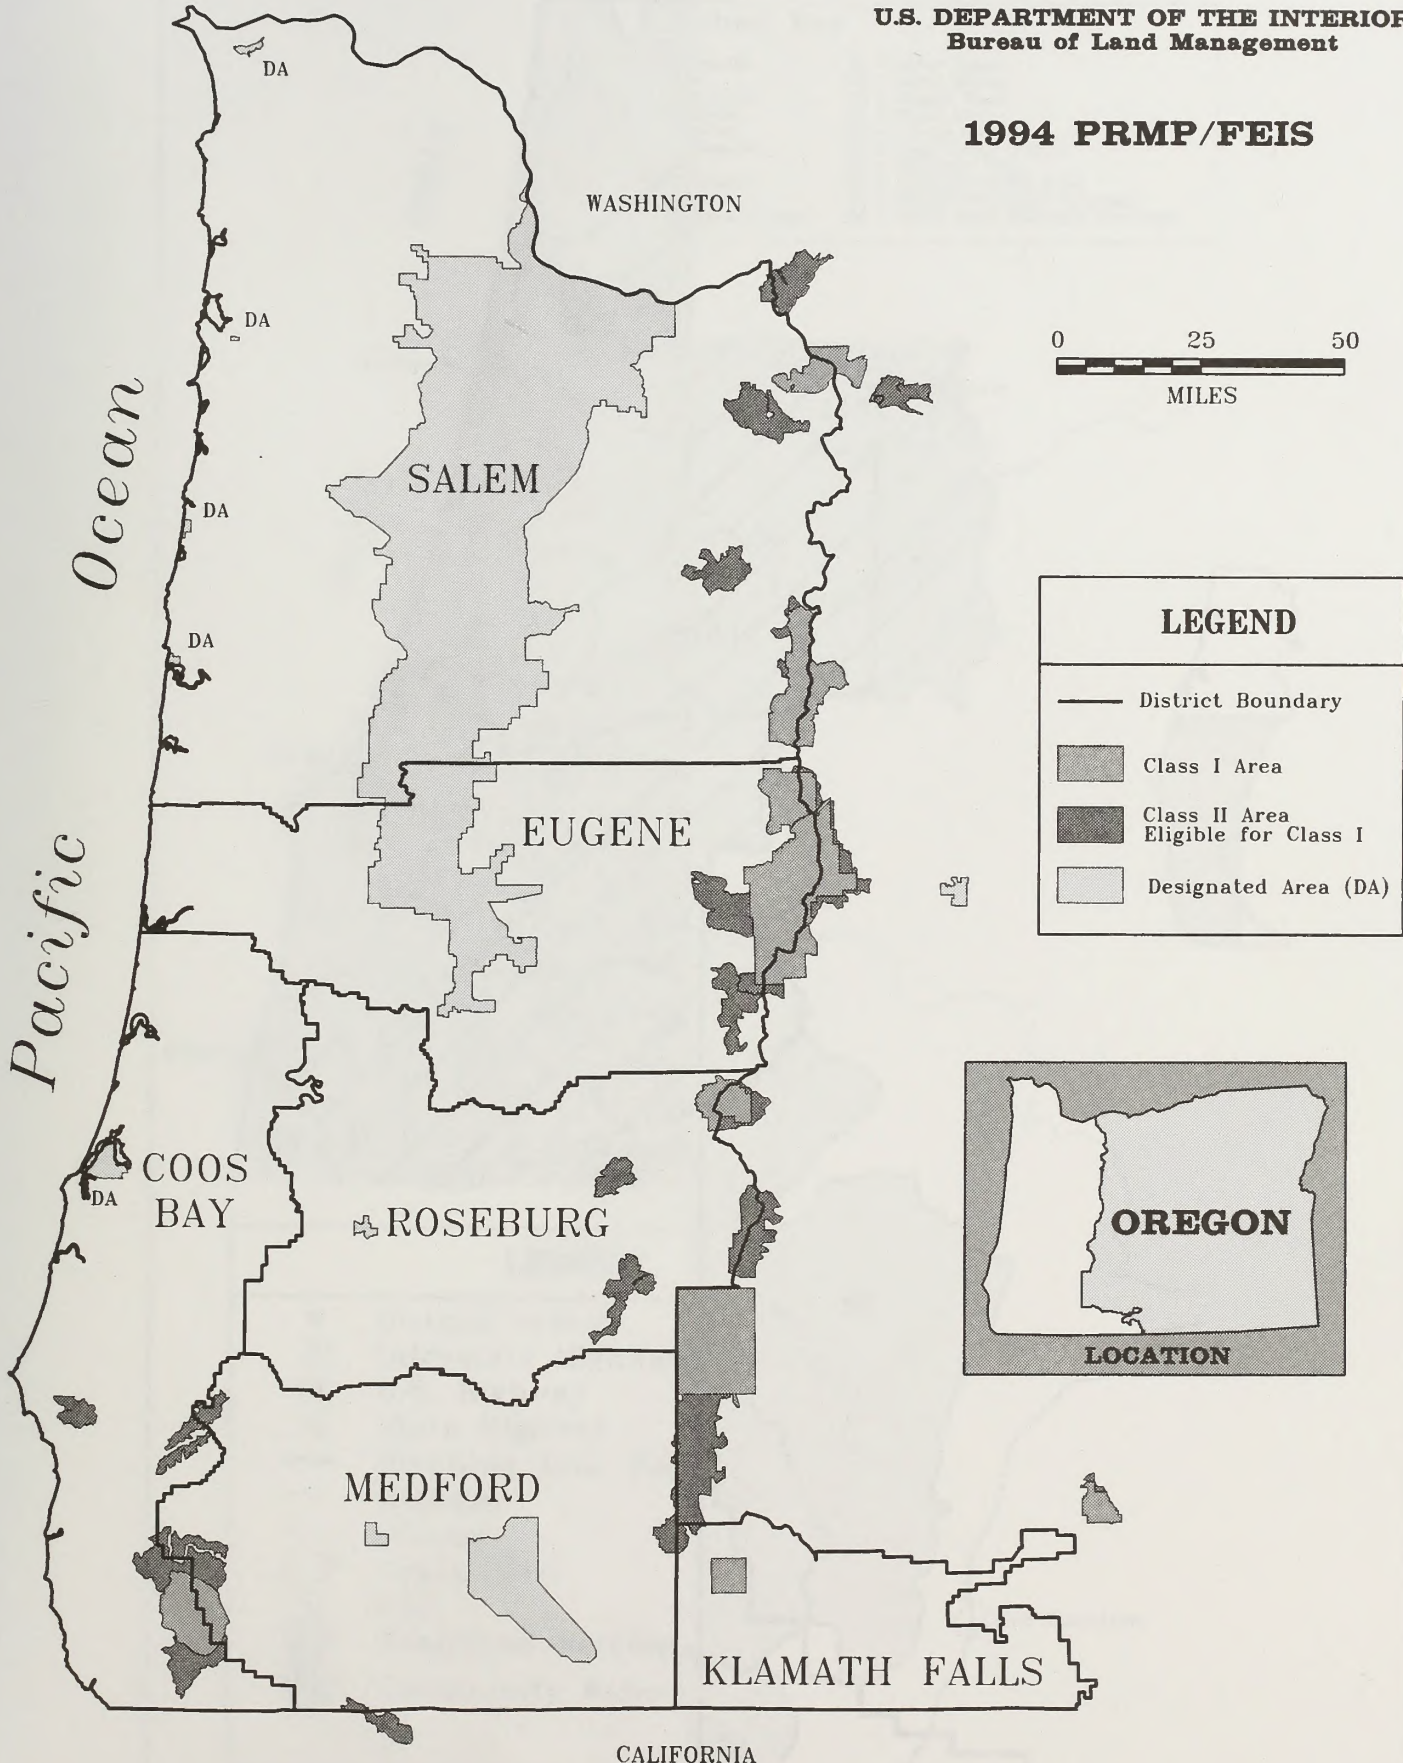 U.S. DEPARTMENT OF THE INTERIOR
Bureau of Land Management
1994 PRMP/FEIS
DA
WASHINGTON
DA
0 25 50
MILES
Ocean
SALEM
DA
DA
LEGEND
District Boundary
Class I Area
Class II Area
Eligible for Class I
Designated Area (DA)
EUGENE
Pacific
COOS
BAY
DA
ROSEBURG
OREGON
LOCATION
MEDFORD
KLAMATH FALLS
CALIFORNIA